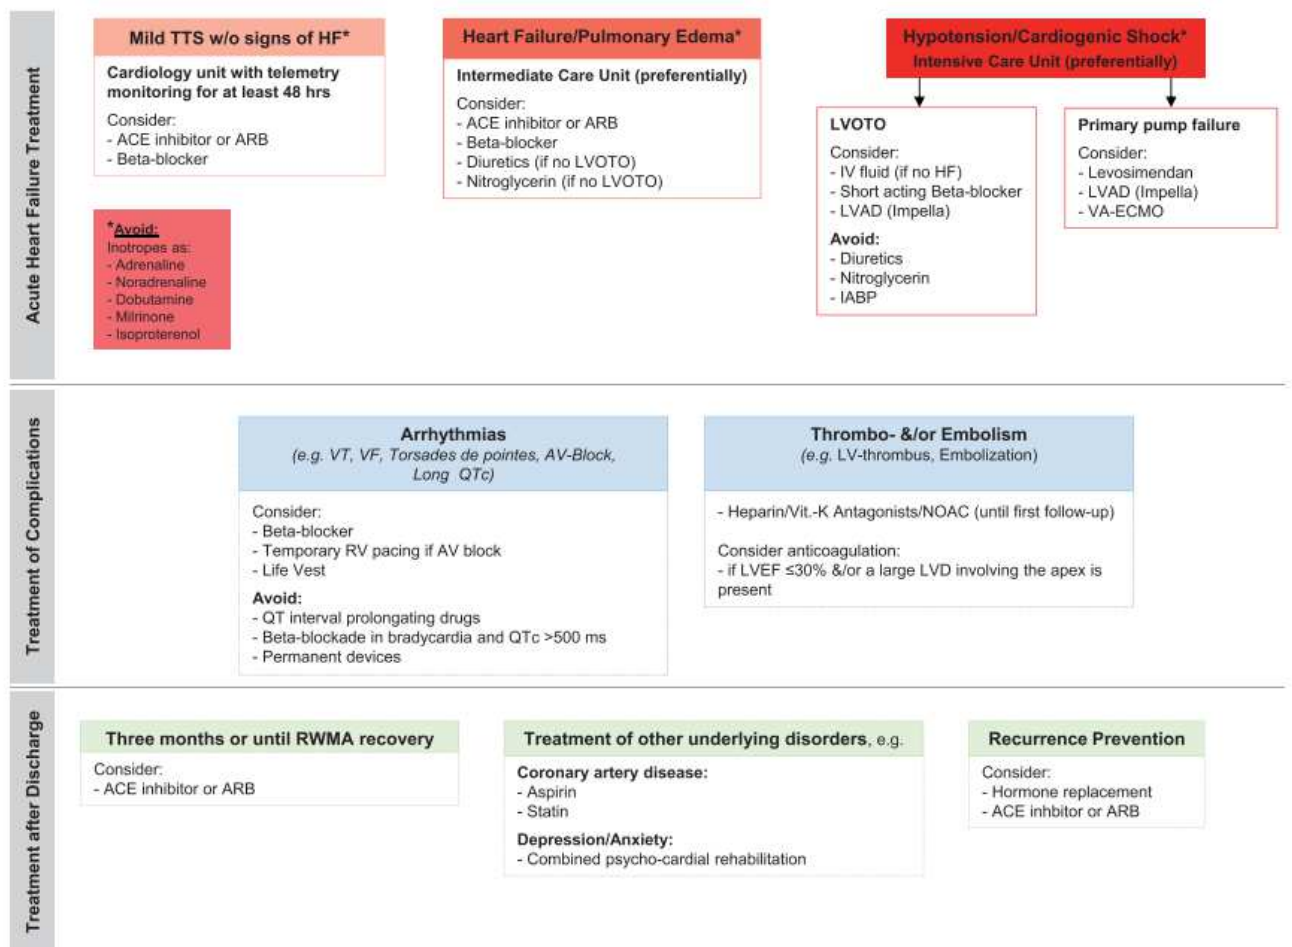 Acute Heart Failure Treatment
Mild TTS w/o signs of HF*
Cardiology unit with telemetry
monitoring for at least 48 hrs
Consider:
- ACE inhibitor or ARB
- Beta-blocker
*Avoid:
Inotropes as:
- Adrenaline
- Noradrenaline
- Dobutamine
- Milrinone
- Isoproterenol
Heart Failure/Pulmonary Edema*
Intermediate Care Unit (preferentially)
Consider:
- ACE inhibitor or ARB
- Beta-blocker
- Diuretics (if no LVOTO)
- Nitroglycerin (if no LVOTO)
Hypotension/Cardiogenic Shock*
Intensive Care Unit (preferentially)
LVOTO
Consider:
- IV fluid (if no HF)
- Short acting Beta-blocker
- LVAD (Impella)
Avoid:
- Diuretics
- Nitroglycerin
- IABP
Primary pump failure
Consider:
- Levosimendan
- LVAD (Impella)
- VA-ECMO
Treatment of Complications
Arrhythmias
(e.g. VT, VF, Torsades de pointes, AV-Block,
Long QTc)
Consider:
- Beta-blocker
- Temporary RV pacing if AV block
- Life Vest
Avoid:
- QT interval prolongating drugs
- Beta-blockade in bradycardia and QTc >500 ms
- Permanent devices
Thrombo- &/or Embolism
(e.g. LV-thrombus, Embolization)
- Heparin/Vit.-K Antagonists/NOAC (until first follow-up)
Consider anticoagulation:
- if LVEF ≤30% &/or a large LVD involving the apex is
present
Treatment after Discharge
Three months or until RWMA recovery
Consider:
- ACE inhibitor or ARB
Treatment of other underlying disorders, e.g.
Coronary artery disease:
- Aspirin
- Statin
Depression/Anxiety:
- Combined psycho-cardial rehabilitation
Recurrence Prevention
Consider:
- Hormone replacement
- ACE inhbitor or ARB